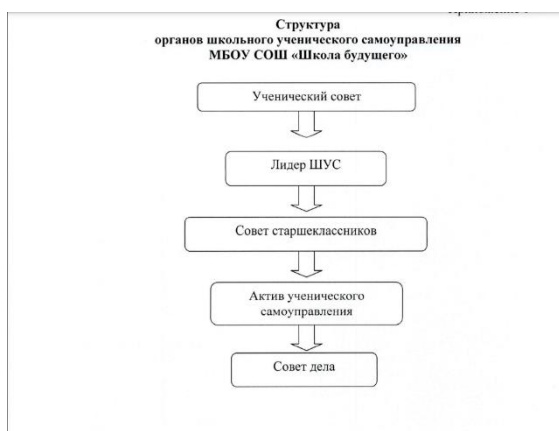 Структура
органов школьного ученического самоуправления
МБОУ СОШ «Школа будущего»
Ученический совет
Лидер ШУС
Совет старшеклассников
Актив ученического
самоуправления
Совет дела